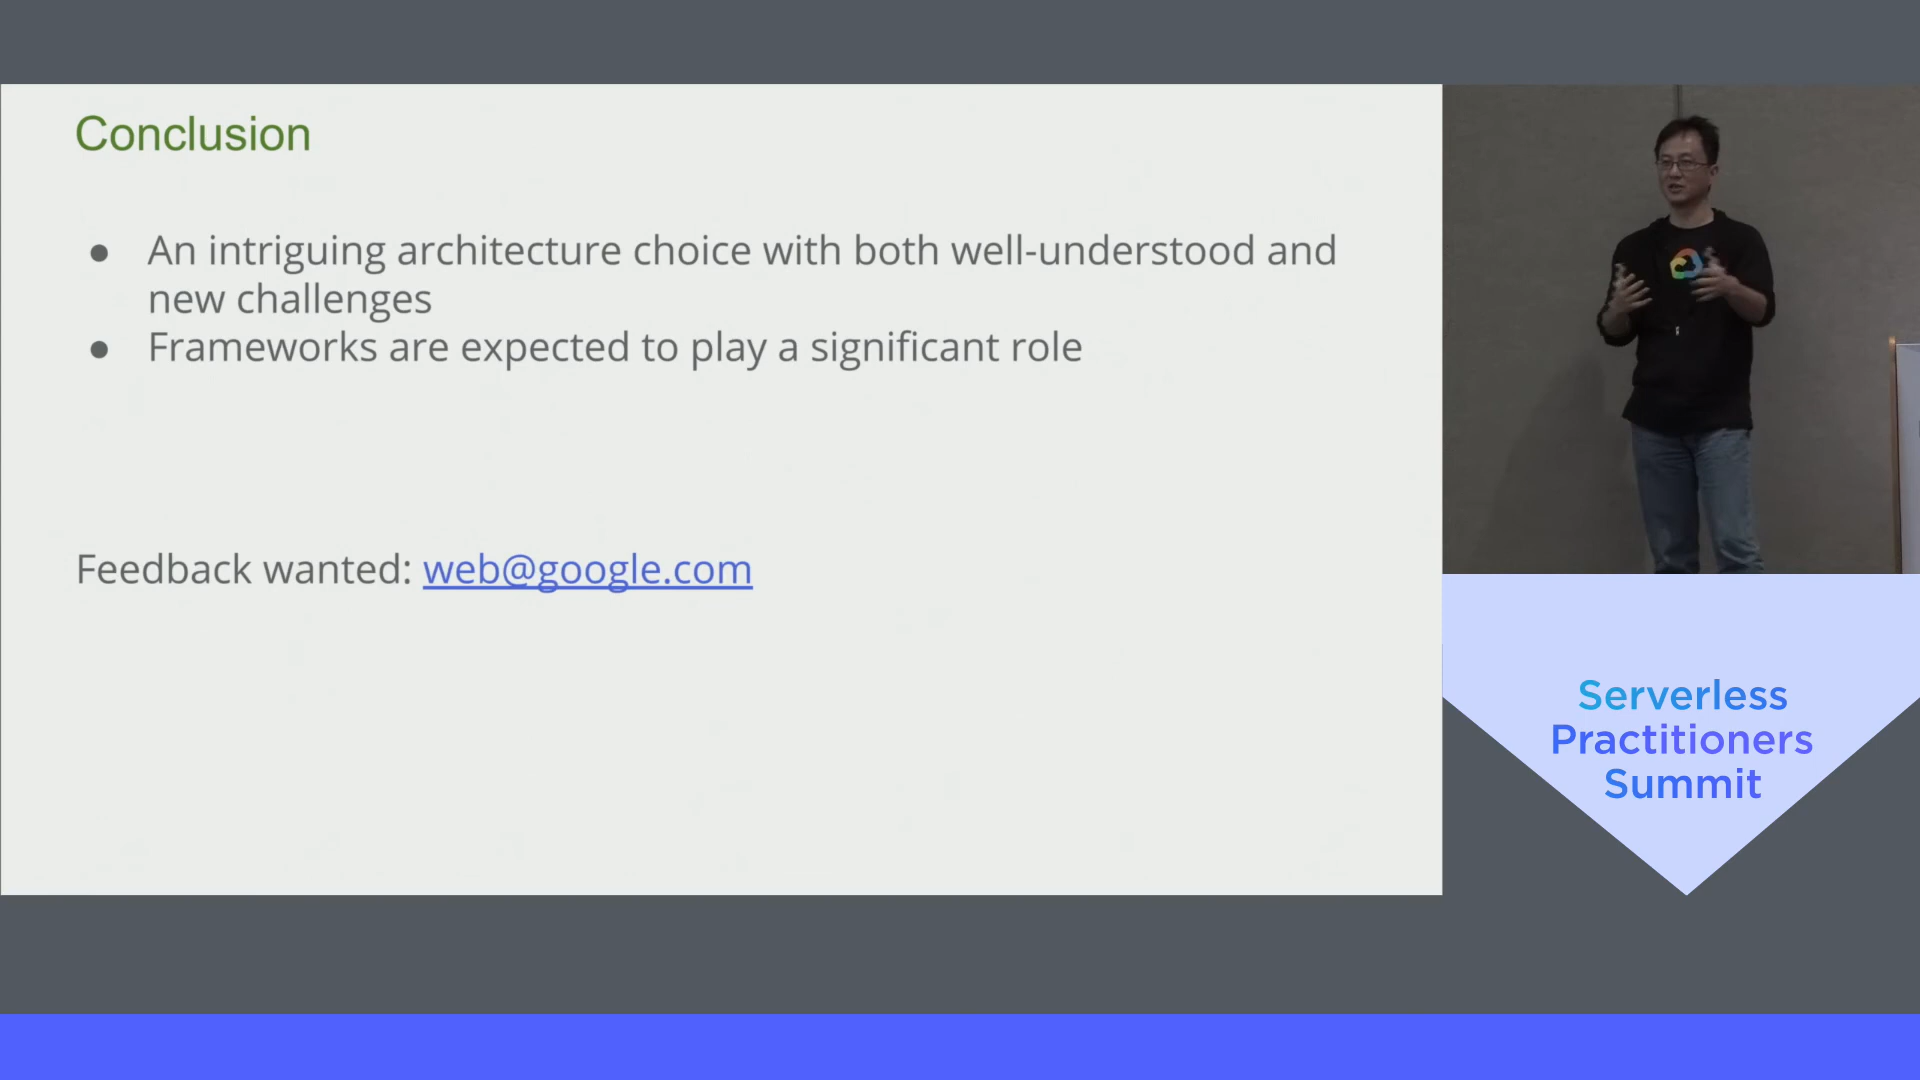 Conclusion
● An intriguing architecture choice with both well-understood and
new challenges
● Frameworks are expected to play a significant role
Feedback wanted: web@google.com
Serverless
Practitioners
Summit